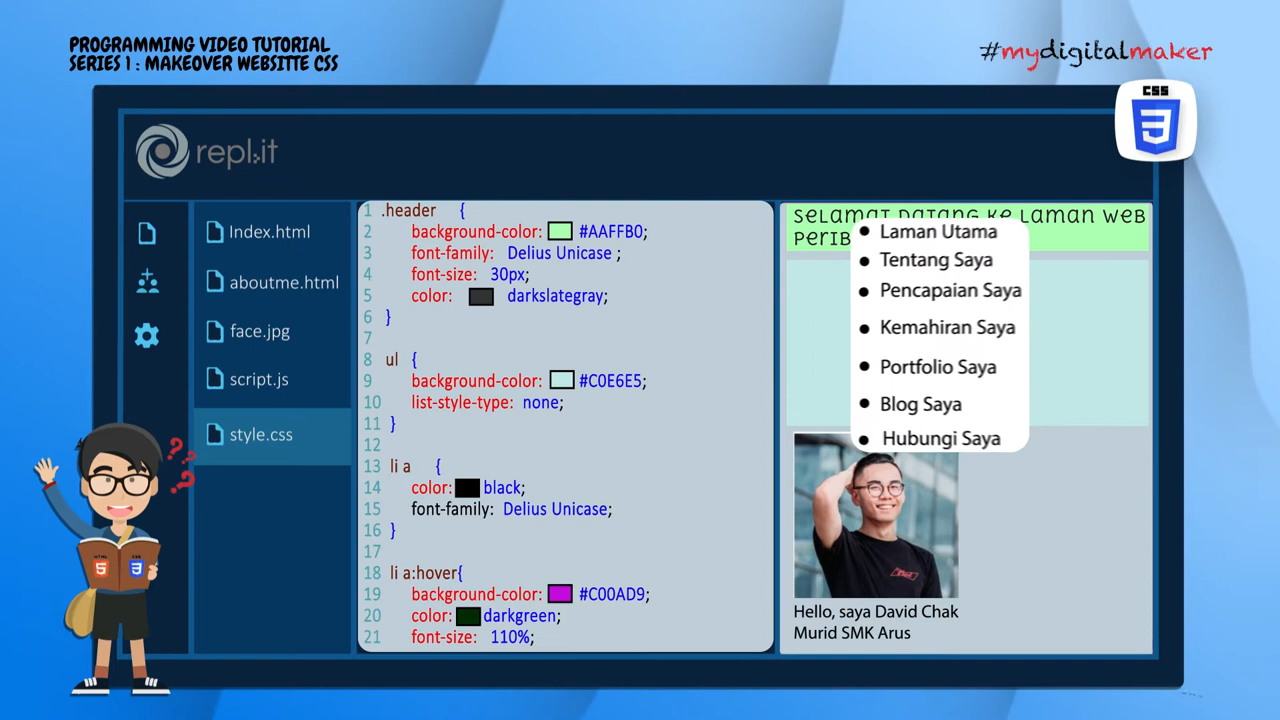 PROGRAMMING VIDEO TUTORIAL
SERIES 1 : MAKEOVER WEBSITTE CSS
#mydigitalmaker
CSS
3
repl.it
Index.html
aboutme.html
face.jpg
script.js
style.css
1 .header {
2 background-color: #AAFFB0;
3 font-family: Delius Unicase ;
4 font-size: 30px;
5 color: darkslategray;
6 }
7
8 ul {
9 background-color: #C0E6E5;
10 list-style-type: none;
11 }
12
13 li a {
14 color: black;
15 font-family: Delius Unicase;
16 }
17
18 li a:hover{
19 background-color: #C00AD9;
20 color: darkgreen;
21 font-size: 110%;
Selamat Datang ke Laman Web
Perib
• Laman Utama
• Tentang Saya
• Pencapaian Saya
• Kemahiran Saya
• Portfolio Saya
• Blog Saya
• Hubungi Saya
Hello, saya David Chak
Murid SMK Arus
???
HTML
5
CSS
3